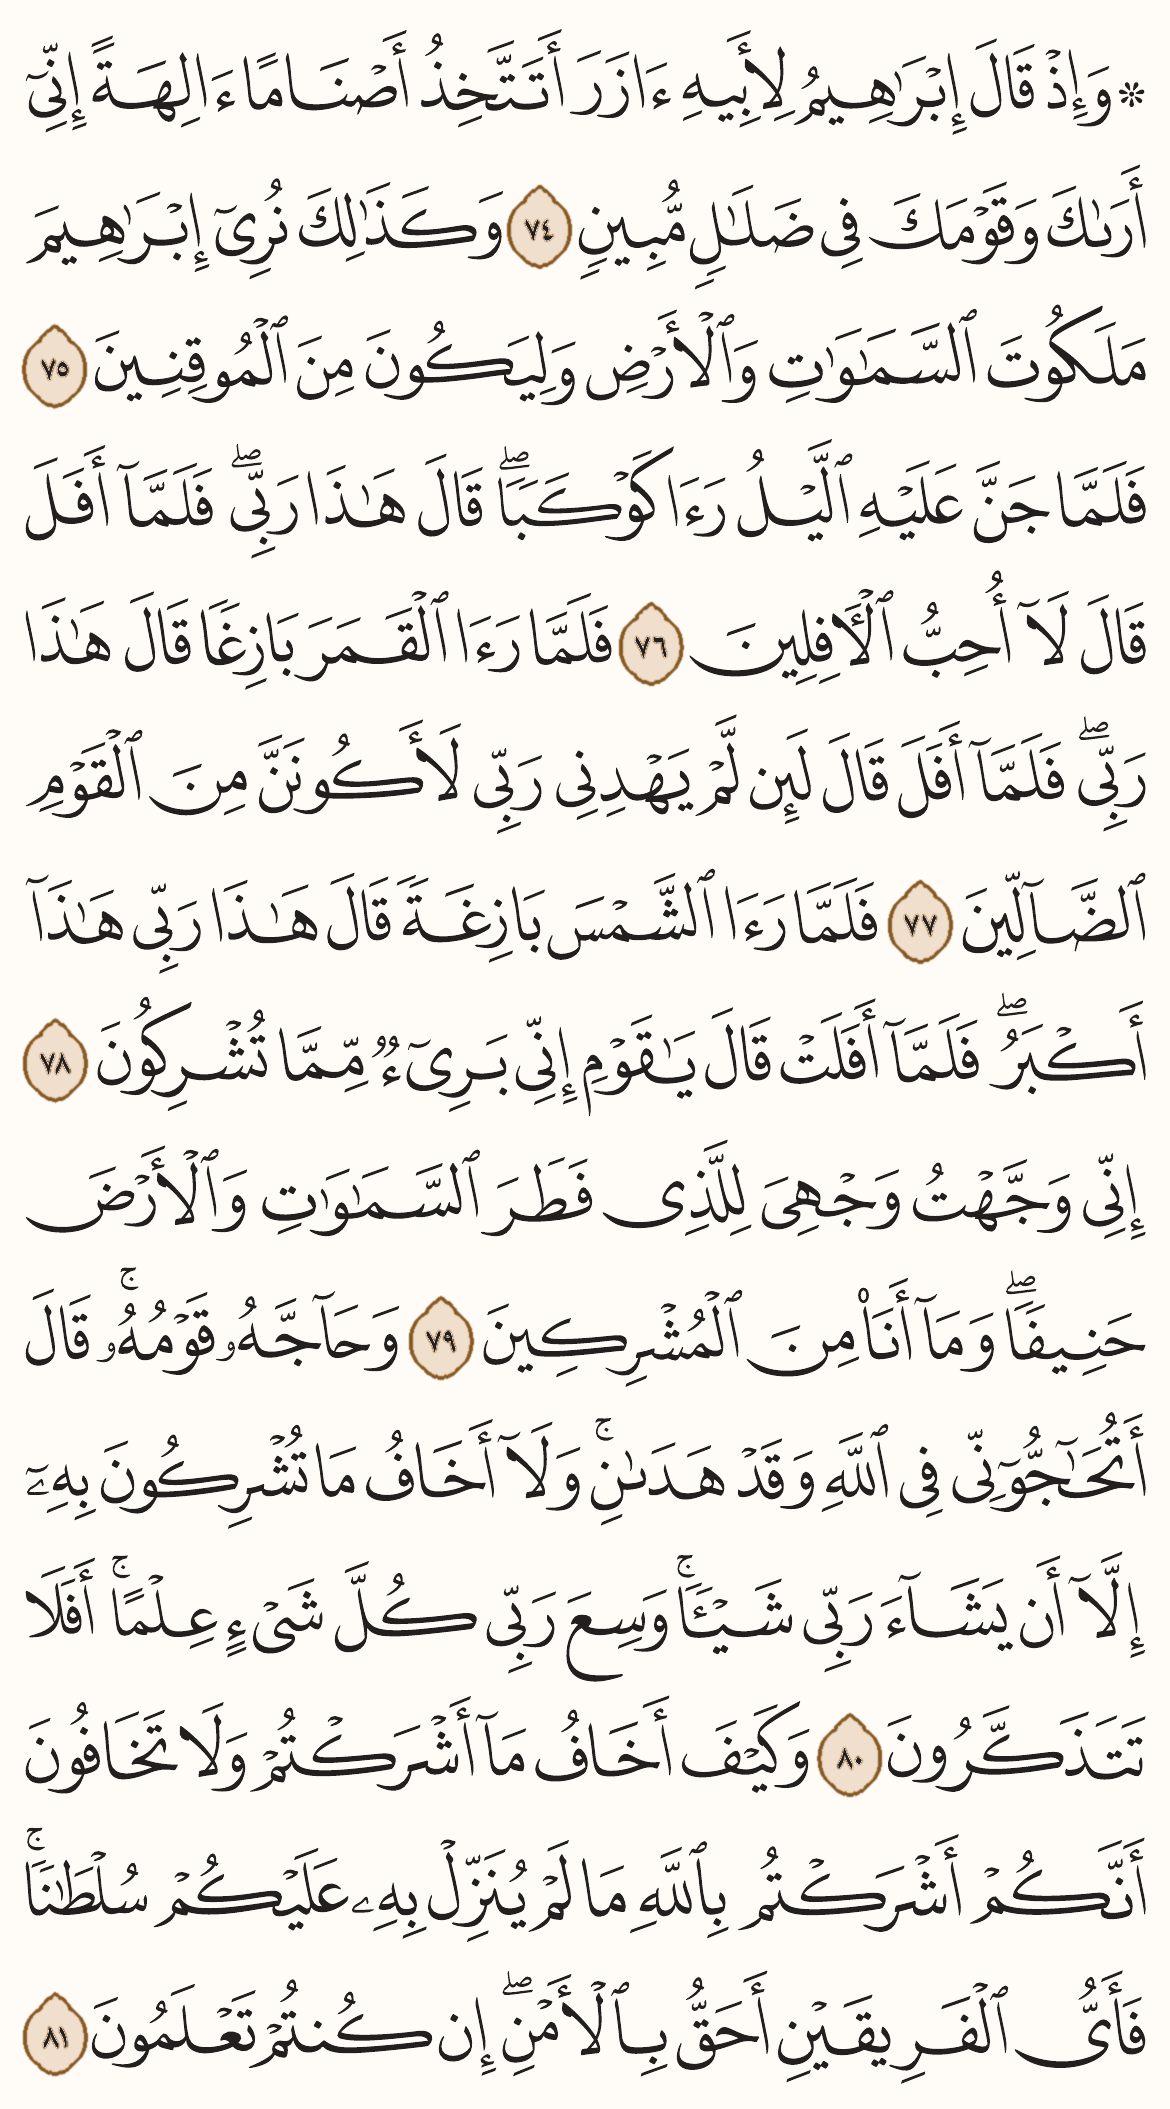 ۞ وَإِذۡ قَالَ إِبۡرَٰهِيمُ لِأَبِيهِ ءَازَرَ أَتَتَّخِذُ أَصۡنَامًا ءَالِهَةً إِنِّيٓ
أَرَىٰكَ وَقَوۡمَكَ فِي ضَلَٰلٖ مُّبِينٖ ٧٤ وَكَذَٰلِكَ نُرِيٓ إِبۡرَٰهِيمَ
مَلَكُوتَ ٱلسَّمَٰوَٰتِ وَٱلۡأَرۡضِ وَلِيَكُونَ مِنَ ٱلۡمُوقِنِينَ ٧٥
فَلَمَّا جَنَّ عَلَيۡهِ ٱلَّيۡلُ رَءَا كَوۡكَبٗاۖ قَالَ هَٰذَا رَبِّيۖ فَلَمَّآ أَفَلَ
قَالَ لَآ أُحِبُّ ٱلۡأٓفِلِينَ ٧٦ فَلَمَّا رَءَا ٱلۡقَمَرَ بَازِغٗا قَالَ هَٰذَا
رَبِّيۖ فَلَمَّآ أَفَلَ قَالَ لَئِن لَّمۡ يَهۡدِنِي رَبِّي لَأَكُونَنَّ مِنَ ٱلۡقَوۡمِ
ٱلضَّآلِّينَ ٧٧ فَلَمَّا رَءَا ٱلشَّمۡسَ بَازِغَةٗ قَالَ هَٰذَا رَبِّي هَٰذَآ
أَكۡبَرُۖ فَلَمَّآ أَفَلَتۡ قَالَ يَٰقَوۡمِ إِنِّي بَرِيٓءٞ مِّمَّا تُشۡرِكُونَ ٧٨
إِنِّي وَجَّهۡتُ وَجۡهِيَ لِلَّذِي فَطَرَ ٱلسَّمَٰوَٰتِ وَٱلۡأَرۡضَ
حَنِيفٗاۖ وَمَآ أَنَا۠ مِنَ ٱلۡمُشۡرِكِينَ ٧٩ وَحَآجَّهُۥ قَوۡمُهُۥۚ قَالَ
أَتُحَٰٓجُّوٓنِّي فِي ٱللَّهِ وَقَدۡ هَدَىٰنِۚ وَلَآ أَخَافُ مَا تُشۡرِكُونَ بِهِۦٓ
إِلَّآ أَن يَشَآءَ رَبِّي شَيۡـٔٗاۚ وَسِعَ رَبِّي كُلَّ شَيۡءٍ عِلۡمًاۚ أَفَلَا
تَتَذَكَّرُونَ ٨٠ وَكَيۡفَ أَخَافُ مَآ أَشۡرَكۡتُمۡ وَلَا تَخَافُونَ
أَنَّكُمۡ أَشۡرَكۡتُم بِٱللَّهِ مَا لَمۡ يُنَزِّلۡ بِهِۦ عَلَيۡكُمۡ سُلۡطَٰنٗاۚ
فَأَيُّ ٱلۡفَرِيقَيۡنِ أَحَقُّ بِٱلۡأَمۡنِۖ إِن كُنتُمۡ تَعۡلَمُونَ ٨١